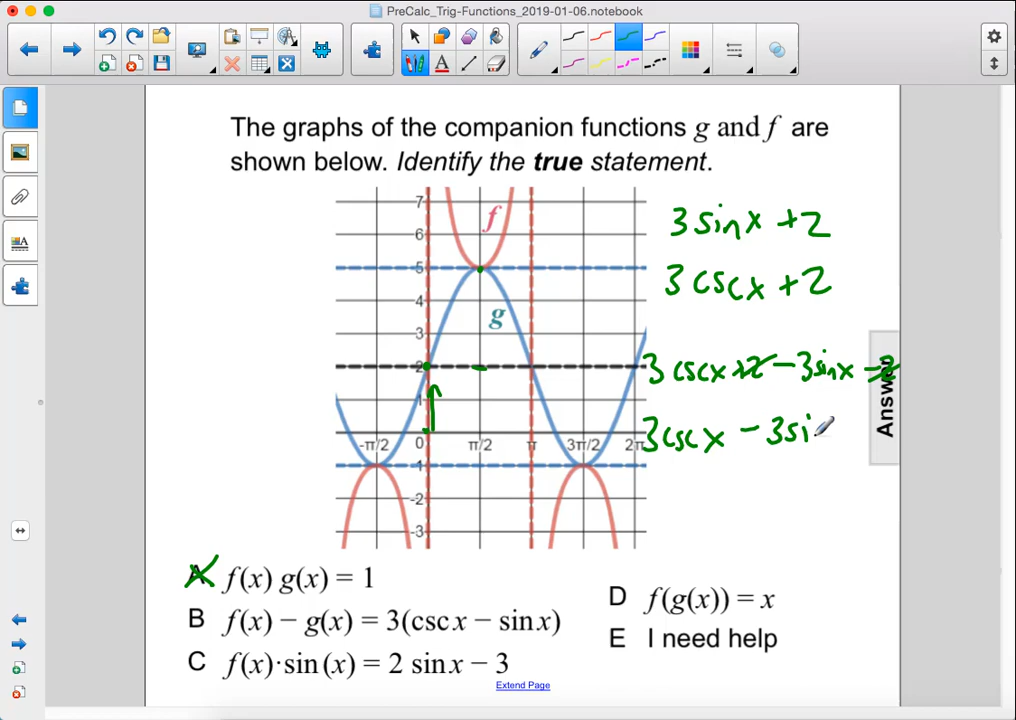 PreCalc_Trig-Functions_2019-01-06.notebook
The graphs of the companion functions g and f are
shown below. Identify the true statement.
7
f
6
5
4
g
3
2
1
-π/2 0 π/2 π 3π/2 2π
-1
-2
-3
3 sin x + 2
3 csc x + 2
3 csc x + 2 - 3 sin x - 2
3 csc x - 3 si
Answer
A f(x) g(x) = 1
B f(x) − g(x) = 3(csc x − sin x)
C f(x)·sin (x) = 2 sin x − 3
D f(g(x)) = x
E I need help
Extend Page